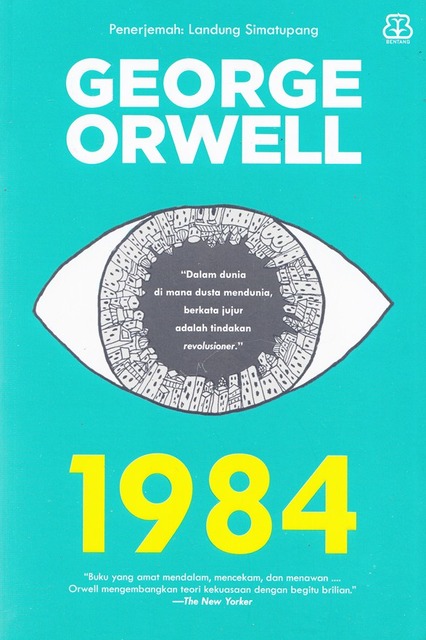 Penerjemah: Landung Simatupang
BENTANG
GEORGE
ORWELL
“Dalam dunia
di mana dusta mendunia,
berkata jujur
adalah tindakan
revolusioner.”
1984
“Buku yang amat mendalam, mencekam, dan menawan ....
Orwell mengembangkan teori kekuasaan dengan begitu brilian.”
—The New Yorker